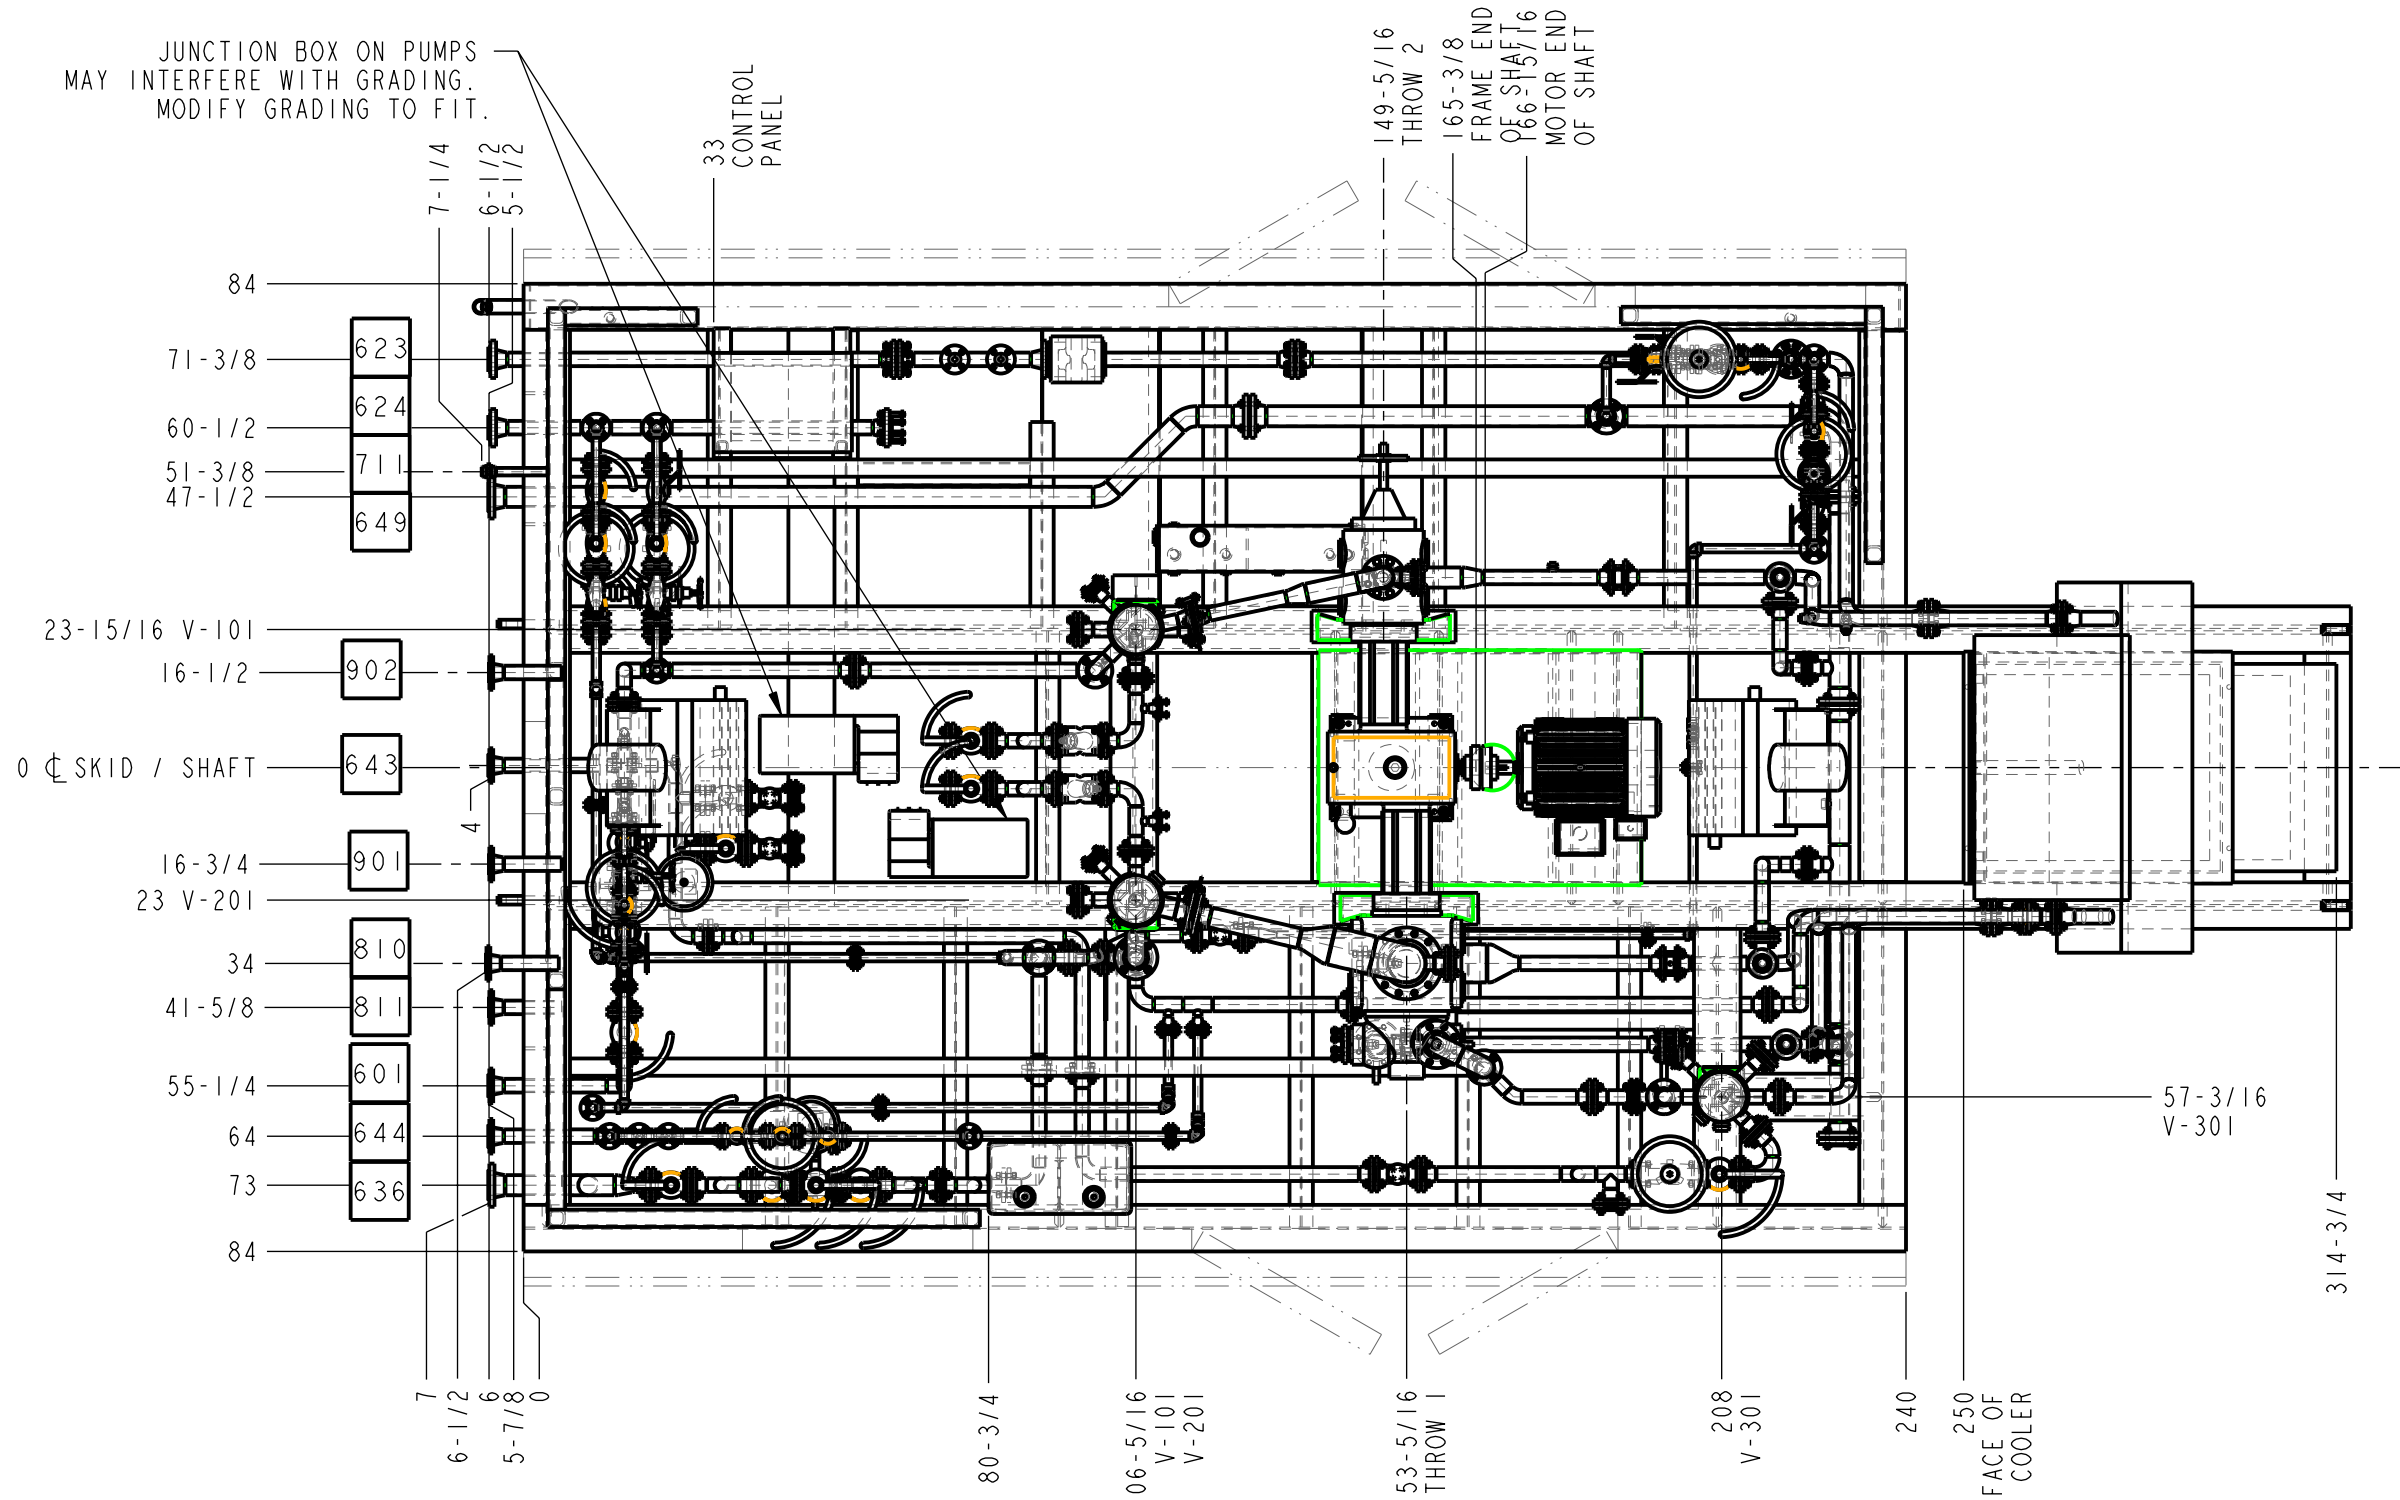 JUNCTION BOX ON PUMPS
MAY INTERFERE WITH GRADING.
MODIFY GRADING TO FIT.
7-1/4
6-1/2
5-1/2
33
CONTROL
PANEL
149-5/16
THROW 2
165-3/8
FRAME END
OF SHAFT
166-15/16
MOTOR END
OF SHAFT
84
71-3/8
60-1/2
51-3/8
47-1/2
623
624
711
649
23-15/16 V-101
16-1/2
902
0 ℄ SKID / SHAFT
643
4
16-3/4
901
23 V-201
34
810
41-5/8
811
55-1/4
601
64
644
73
636
84
57-3/16
V-301
7
6-1/2
6
5-7/8
0
80-3/4
06-5/16
V-101
V-201
53-5/16
THROW 1
208
V-301
240
250
FACE OF
COOLER
314-3/4